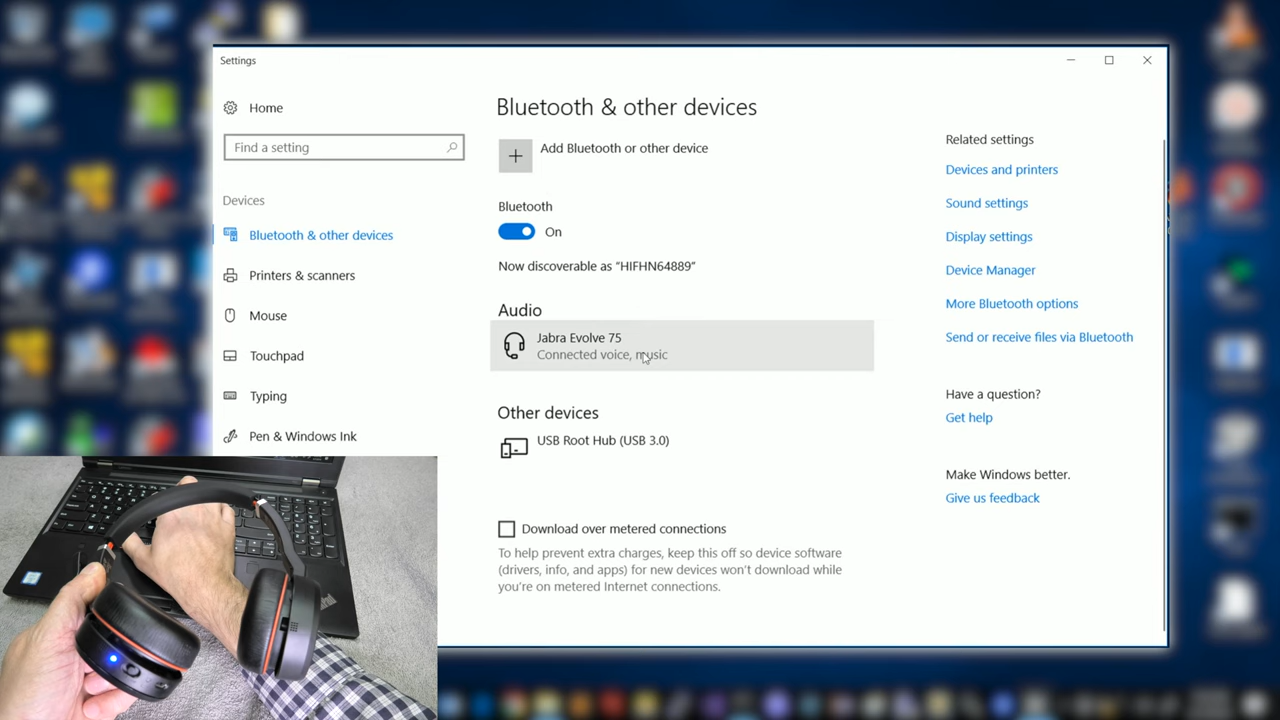 Settings
Home
Find a setting
Devices
Bluetooth & other devices
Printers & scanners
Mouse
Touchpad
Typing
Pen & Windows Ink
Bluetooth & other devices
Add Bluetooth or other device
Bluetooth
On
Now discoverable as “HIFHN64889”
Audio
Jabra Evolve 75
Connected voice, music
Other devices
USB Root Hub (USB 3.0)
Download over metered connections
To help prevent extra charges, keep this off so device software
(drivers, info, and apps) for new devices won’t download while
you’re on metered Internet connections.
Related settings
Devices and printers
Sound settings
Display settings
Device Manager
More Bluetooth options
Send or receive files via Bluetooth
Have a question?
Get help
Make Windows better.
Give us feedback